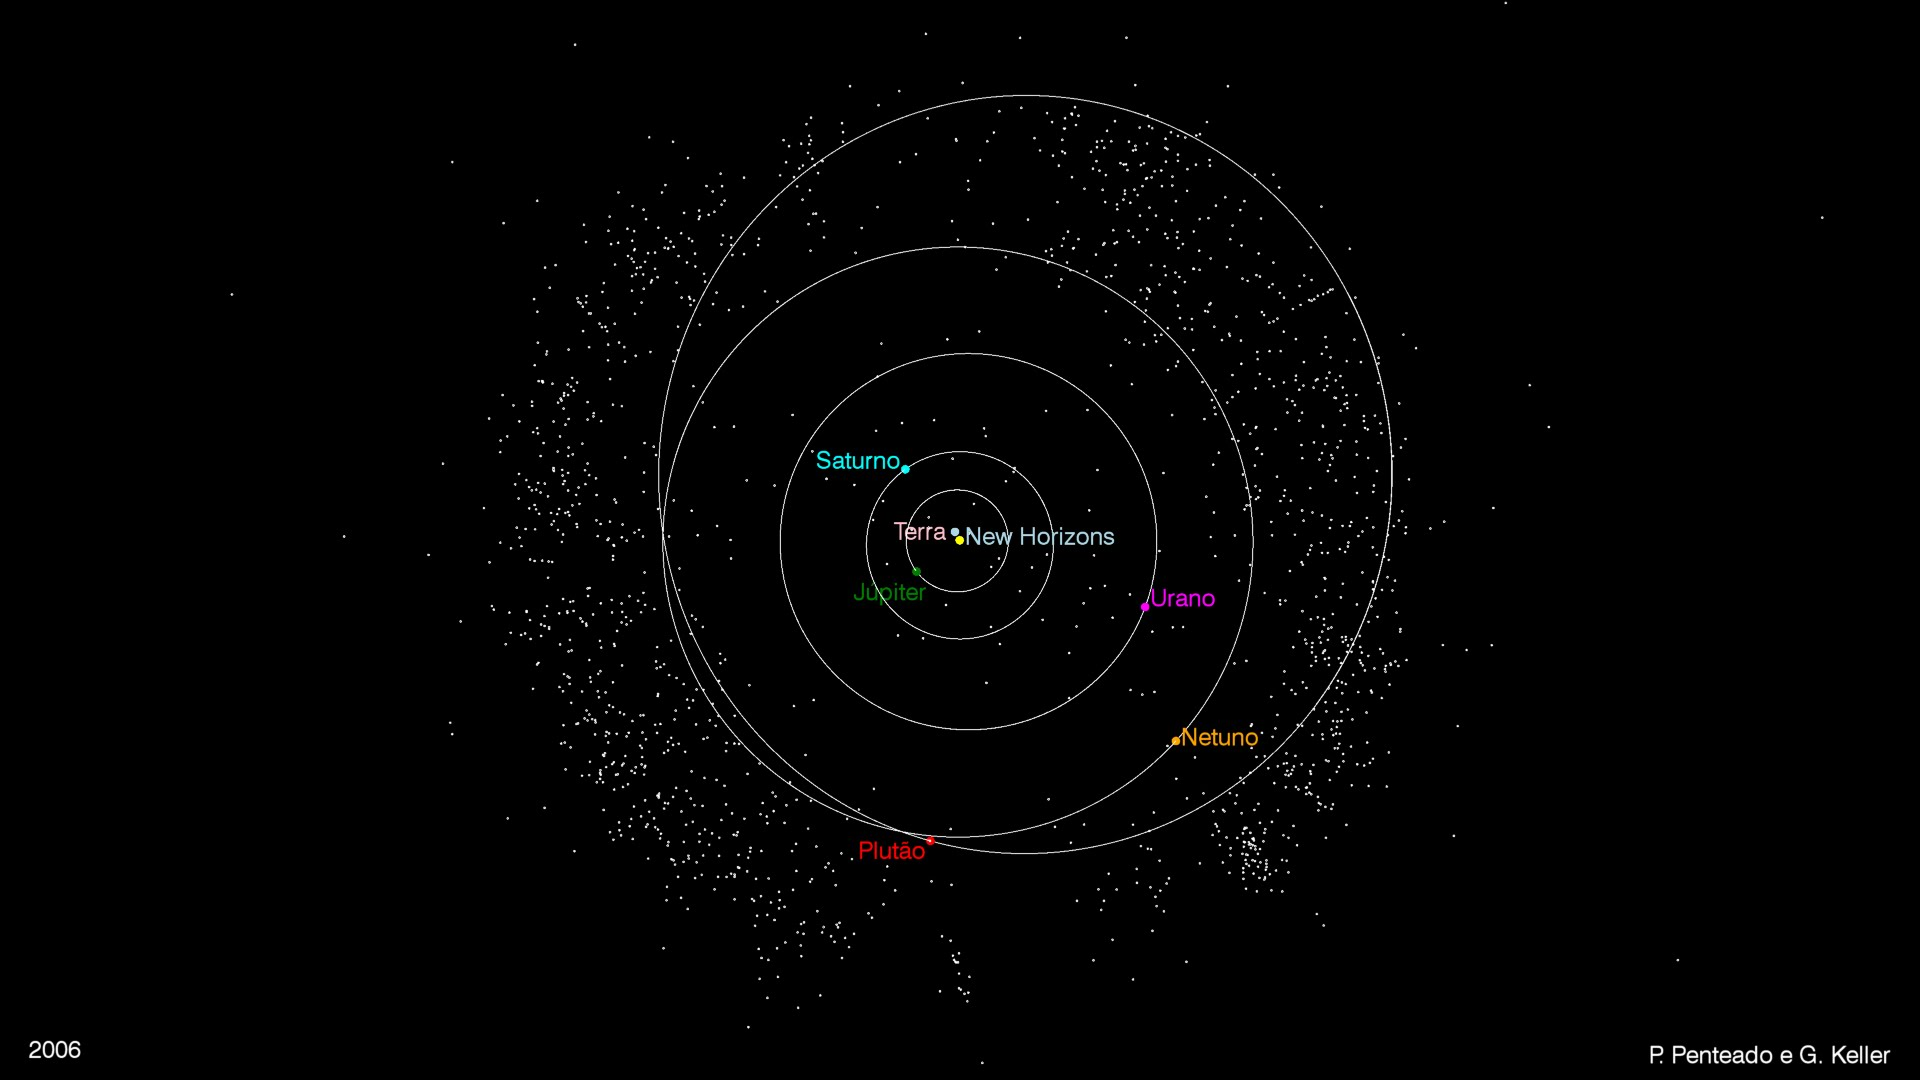 Saturno
Terra
New Horizons
Júpiter
Urano
Netuno
Plutão
2006
P. Penteado e G. Keller